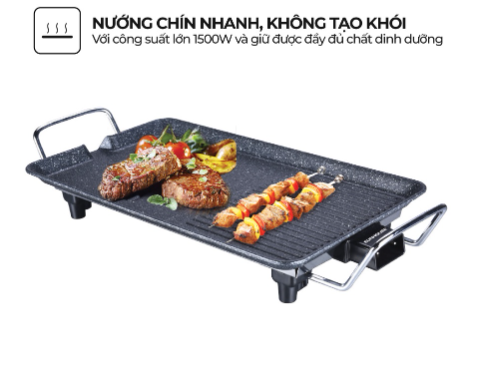 NƯỚNG CHÍN NHANH, KHÔNG TẠO KHÓI
Với công suất lớn 1500W và giữ được đầy đủ chất dinh dưỡng